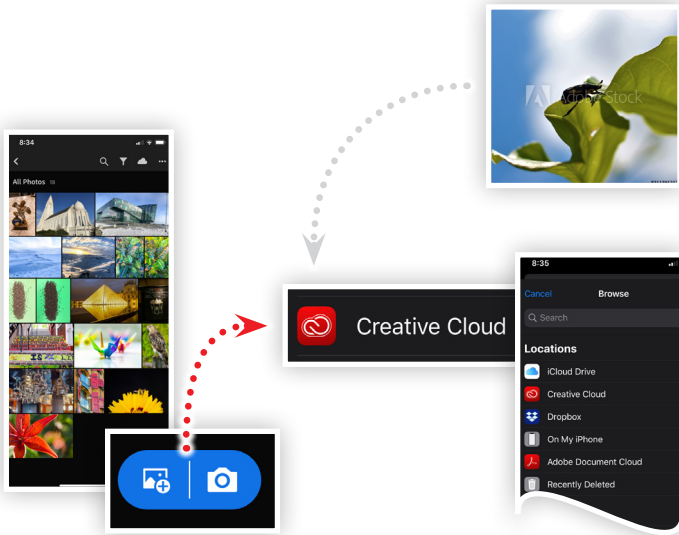 Adobe Stock
8:34
All Photos
Creative Cloud
8:35
Cancel
Browse
Search
Locations
iCloud Drive
Creative Cloud
Dropbox
On My iPhone
Adobe Document Cloud
Recently Deleted